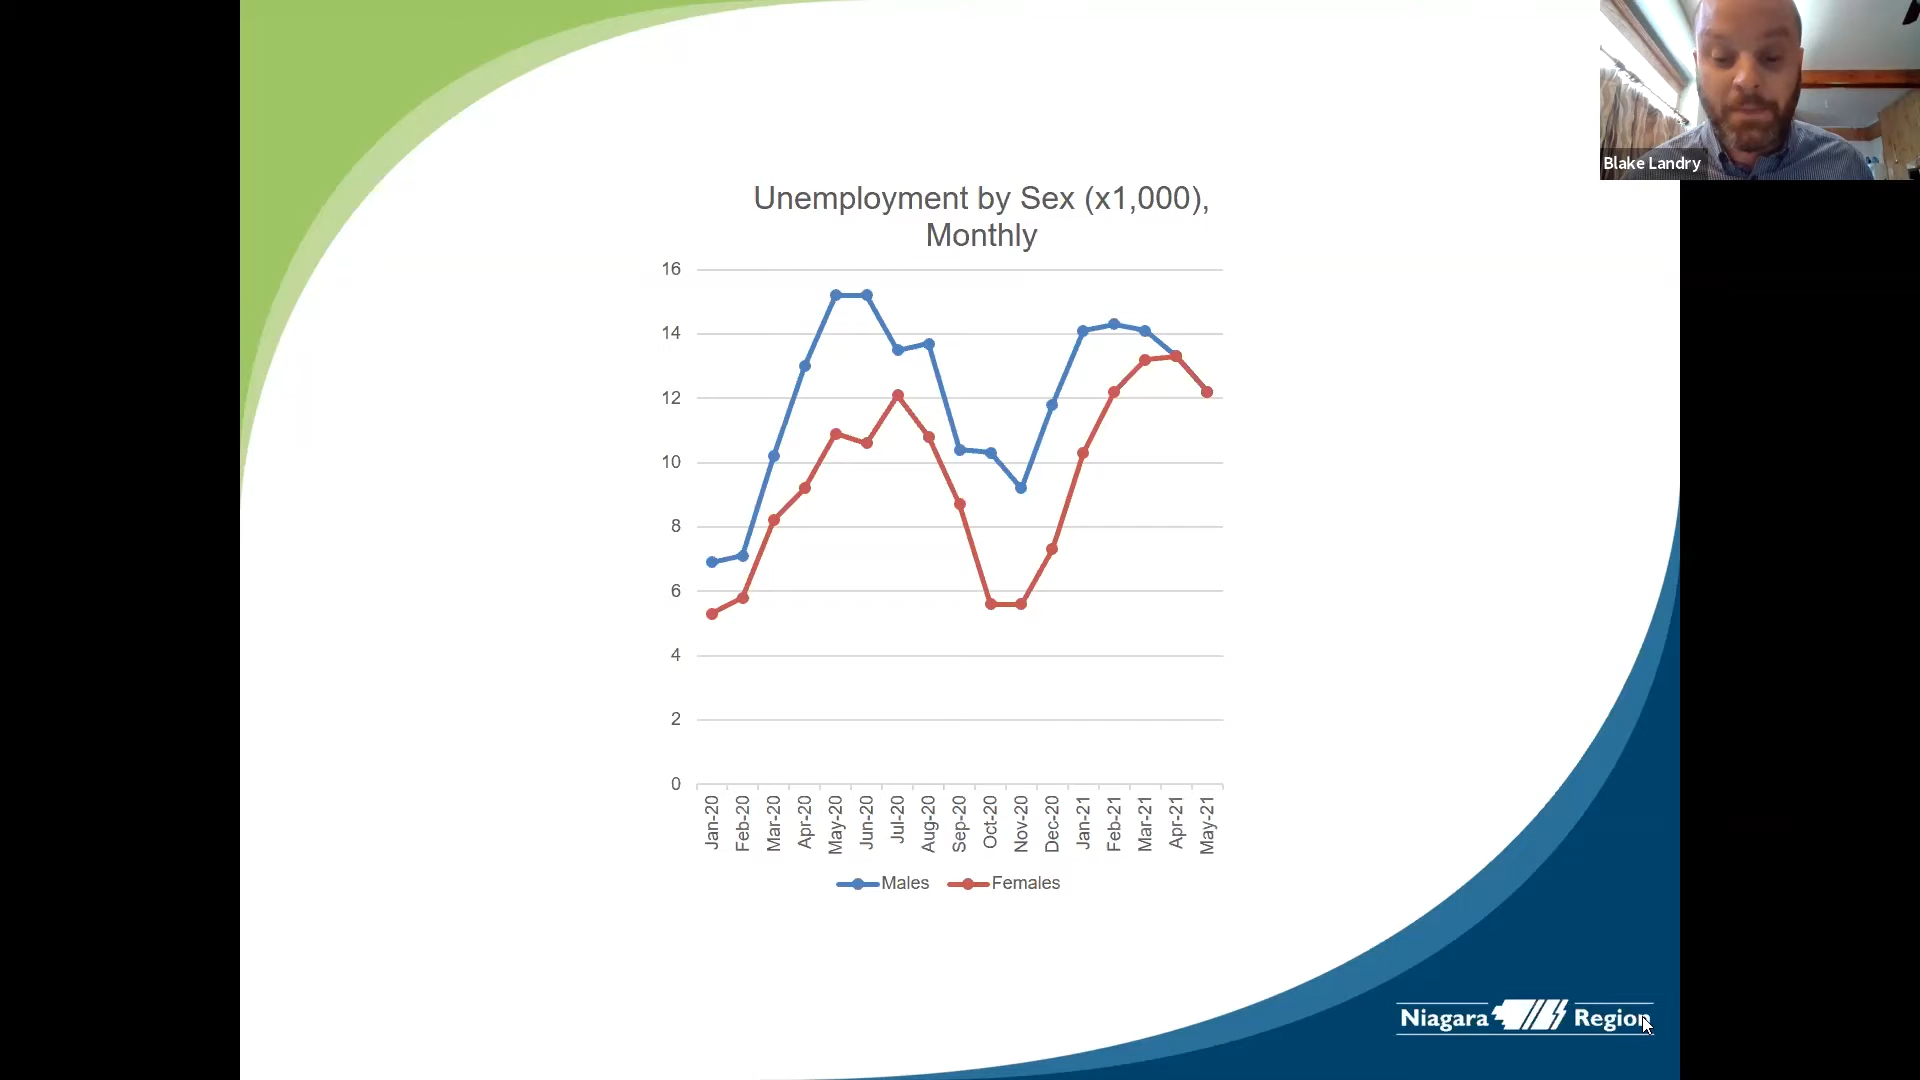 Blake Landry
Unemployment by Sex (x1,000),
Monthly
16
14
12
10
8
6
4
2
0
Jan-20
Feb-20
Mar-20
Apr-20
May-20
Jun-20
Jul-20
Aug-20
Sep-20
Oct-20
Nov-20
Dec-20
Jan-21
Feb-21
Mar-21
Apr-21
May-21
Males Females
Niagara Region